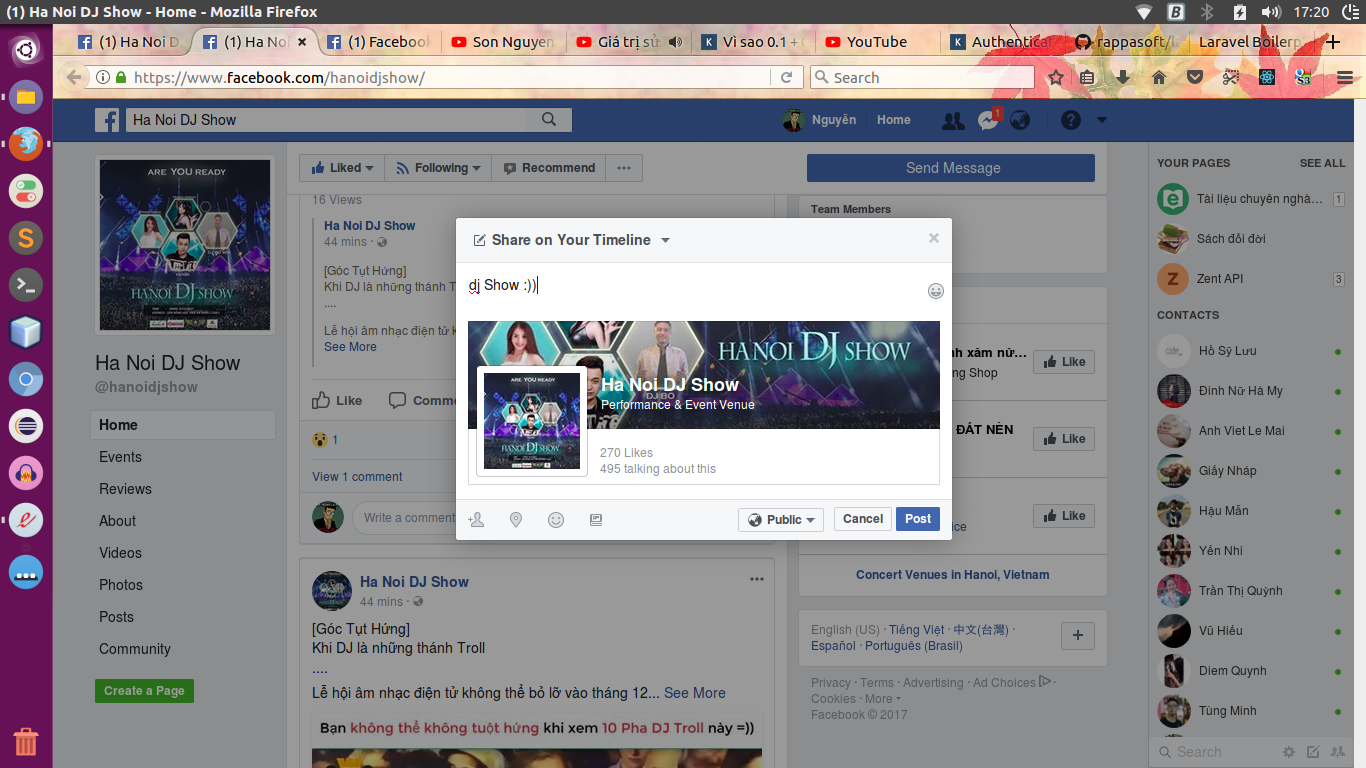 (1) Ha Noi DJ Show - Home - Mozilla Firefox
17:20
(1) Ha Noi D
(1) Ha Noi
(1) Facebook
Son Nguyen
Giá trị sử
Vì sao 0.1 +
YouTube
Authenticat
rappasoft/l
Laravel Boilerp
https://www.facebook.com/hanoidjshow/
Search
Ha Noi DJ Show
Nguyên
Home
1
ARE YOU READY
HANOI DJ SHOW
Ha Noi DJ Show
@hanoidjshow
Home
Events
Reviews
About
Videos
Photos
Posts
Community
Create a Page
Liked
Following
Recommend
Send Message
16 Views
Ha Noi DJ Show
44 mins ·
[Góc Tụt Hứng]
Khi DJ là những thánh T
....
Lễ hội âm nhạc điện tử k
See More
Like
Comme
1
View 1 comment
Write a comment
Share on Your Timeline
dj Show :))
HANOI DJ SHOW
DJ BO
ARE YOU READY
HANOI DJ SHOW
Ha Noi DJ Show
Performance & Event Venue
270 Likes
495 talking about this
Public
Cancel
Post
Ha Noi DJ Show
44 mins ·
[Góc Tụt Hứng]
Khi DJ là những thánh Troll
....
Lễ hội âm nhạc điện tử không thể bỏ lỡ vào tháng 12... See More
Bạn không thể không tuột hứng khi xem 10 Pha DJ Troll này =))
Team Members
nh xăm nữ...
ng Shop
Like
ĐẤT NỀN
Like
ice
Like
Concert Venues in Hanoi, Vietnam
English (US) · Tiếng Việt · 中文(台灣) ·
Español · Português (Brasil)
Privacy · Terms · Advertising · Ad Choices ·
Cookies · More
Facebook © 2017
YOUR PAGES
SEE ALL
Tài liệu chuyên nghà...
1
Sách đổi đời
Zent API
3
CONTACTS
Hồ Sỹ Lưu
Đinh Nữ Hà My
Anh Viet Le Mai
Giấy Nháp
Hậu Mẫn
Yến Nhi
Trần Thị Quỳnh
Vũ Hiếu
Diem Quynh
Tùng Minh
Search